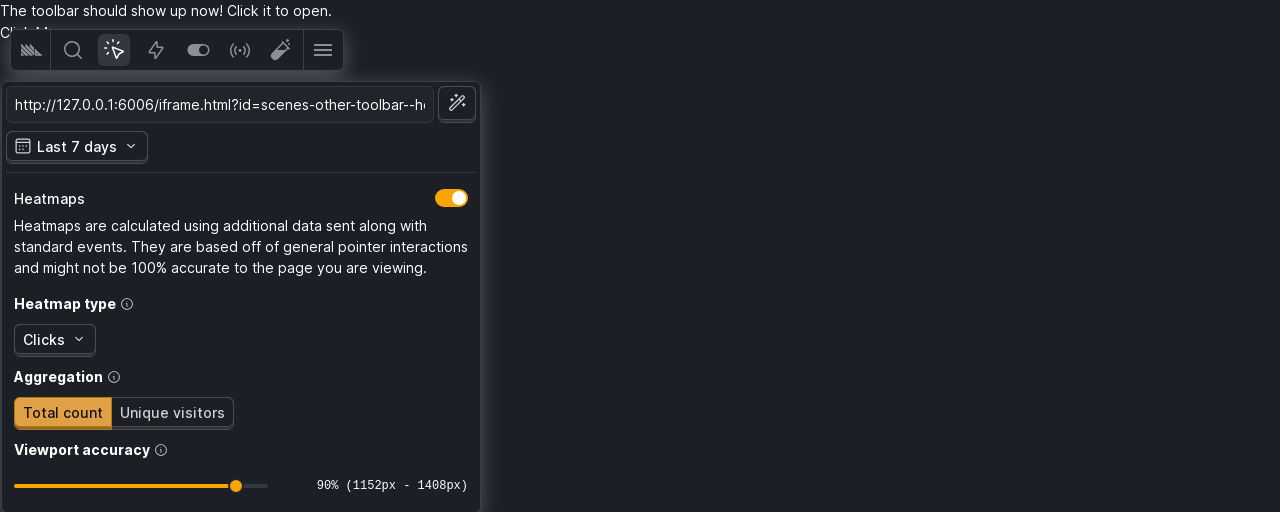 The toolbar should show up now! Click it to open.
http://127.0.0.1:6006/iframe.html?id=scenes-other-toolbar--h
Last 7 days
Heatmaps
Heatmaps are calculated using additional data sent along with
standard events. They are based off of general pointer interactions
and might not be 100% accurate to the page you are viewing.
Heatmap type
Clicks
Aggregation
Total count
Unique visitors
Viewport accuracy
90% (1152px - 1408px)